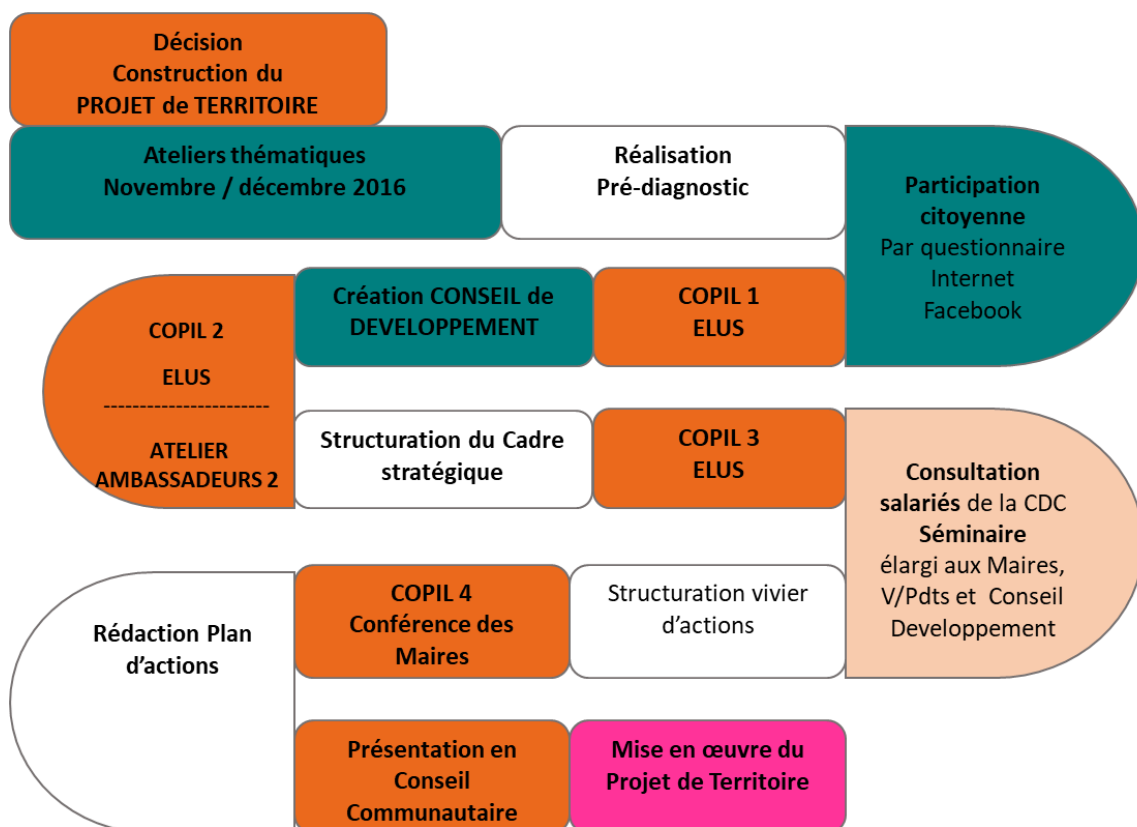 Décision
Construction du
PROJET de TERRITOIRE
Ateliers thématiques
Novembre / décembre 2016
Réalisation
Pré-diagnostic
Participation
citoyenne
Par questionnaire
Internet
Facebook
COPIL 1
ELUS
Création CONSEIL de
DEVELOPPEMENT
COPIL 2
ELUS
-----------------------
ATELIER
AMBASSADEURS 2
Structuration du Cadre
stratégique
COPIL 3
ELUS
Consultation
salariés de la CDC
Séminaire
élargi aux Maires,
V/Pdts et Conseil
Developpement
Structuration vivier
d’actions
COPIL 4
Conférence des
Maires
Rédaction Plan
d’actions
Présentation en
Conseil
Communautaire
Mise en œuvre du
Projet de Territoire